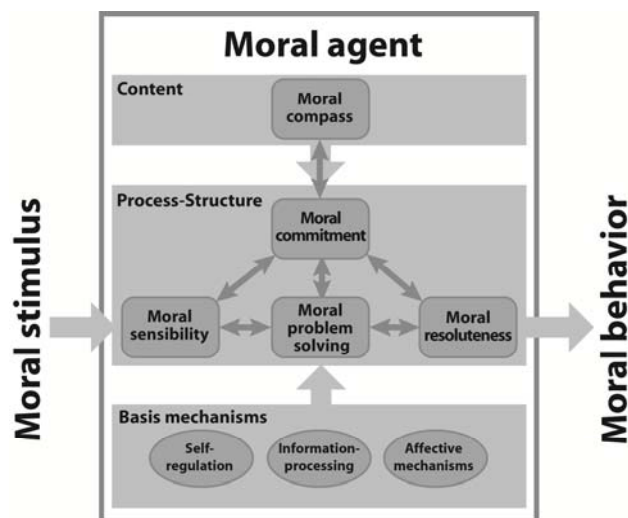 Moral agent
Content
Moral
compass
Process-Structure
Moral
commitment
Moral
sensibility
Moral
problem
solving
Moral
resoluteness
Basis mechanisms
Self-
regulation
Information-
processing
Affective
mechanisms
Moral stimulus
Moral behavior